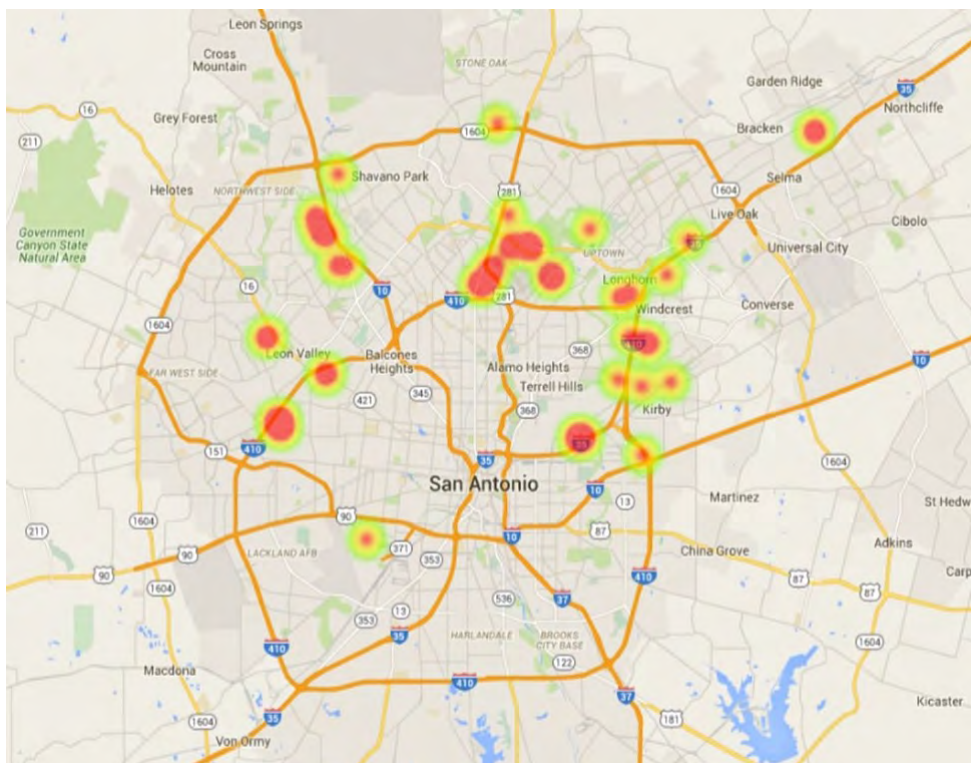 Leon Springs
Cross
Mountain
STONE OAK
Garden Ridge
35
Northcliffe
16
Grey Forest
1604
Bracken
211
Shavano Park
Selma
Helotes
NORTHWEST SIDE
281
1604
Live Oak
Cibolo
Government
Canyon State
Natural Area
35
Universal City
UPTOWN
16
10
Longhorn
410
281
Windcrest
Converse
1604
410
368
10
Leon Valley
Balcones
Heights
Alamo Heights
FAR WEST SIDE
Terrell Hills
421
345
368
Kirby
35
151
410
35
1604
San Antonio
10
13
Martinez
St Hedw
1604
90
211
90
371
10
87
Adkins
LACKLAND AFB
353
China Grove
90
410
87
Carp
1604
536
37
87
353
13
35
HARLANDALE
BROOKS
CITY BASE
410
122
1604
Macdona
410
37
Kicaster
1604
35
181
Von Ormy